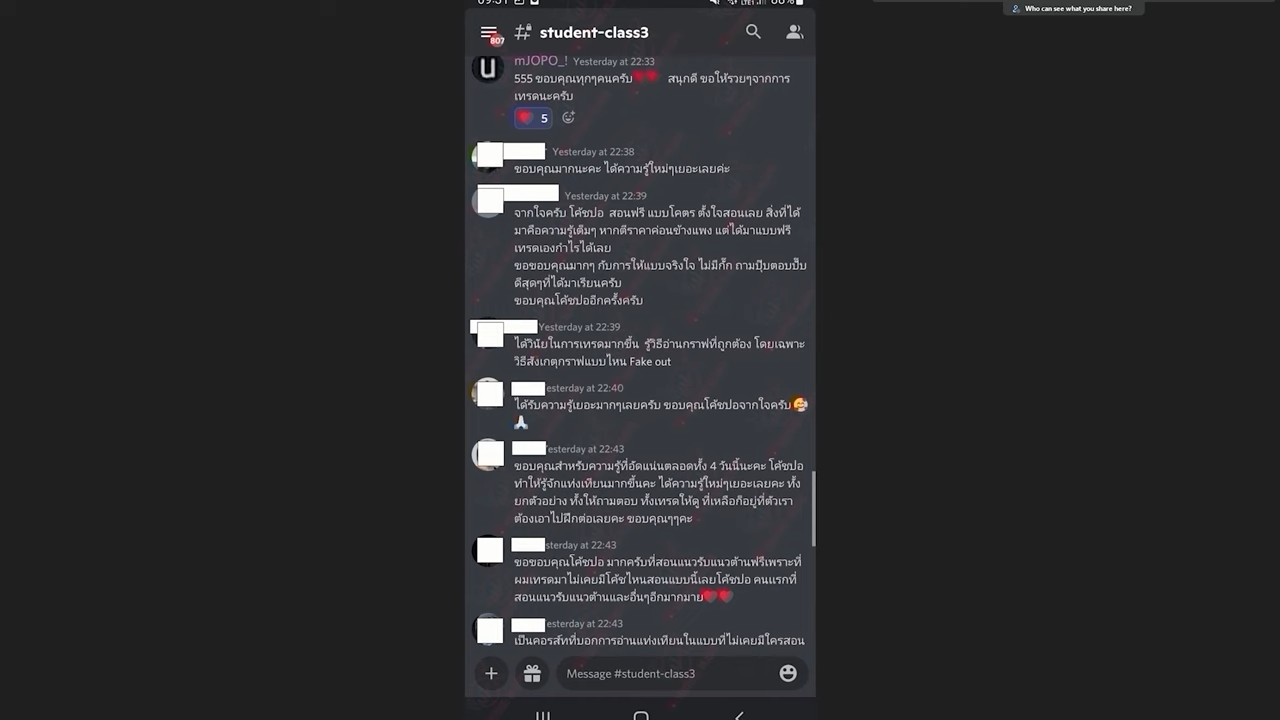 Who can see what you share here?
807
student-class3
mJOPO_! Yesterday at 22:33
555 ขอบคุณทุกๆคนครับ สนุกดี ขอให้รวยๆจากการ
เทรดนะครับ
5
Yesterday at 22:38
ขอบคุณมากนะคะ ได้ความรู้ใหม่ๆเยอะเลยค่ะ
Yesterday at 22:39
จากใจครับ โค้ชปอ สอนฟรี แบบโคตร ตั้งใจสอนเลย สิ่งที่ได้
มาคือความรู้เต็มๆ หากตีราคาค่อนข้างแพง แต่ได้มาแบบฟรี
เทรดเองกำไรได้เลย
ขอขอบคุณมากๆ กับการให้แบบจริงใจ ไม่มีกั๊ก ถามปุ๊บตอบปั๊บ
ดีสุดๆที่ได้มาเรียนครับ
ขอบคุณโค้ชปออีกครั้งครับ
Yesterday at 22:39
ได้วินัยในการเทรดมากขึ้น รู้วิธีอ่านกราฟที่ถูกต้อง โดยเฉพาะ
วิธีสังเกตุกราฟแบบไหน Fake out
esterday at 22:40
ได้รับความรู้เยอะมากๆเลยครับ ขอบคุณโค้ชปอจากใจครับ
esterday at 22:43
ขอบคุณสำหรับความรู้ที่อัดแน่นตลอดทั้ง 4 วันนี้นะคะ โค้ชปอ
ทำให้รู้จักแท่งเทียนมากขึ้นคะ ได้ความรู้ใหม่ๆเยอะเลยคะ ทั้ง
ยกตัวอย่าง ทั้งให้ถามตอบ ทั้งเทรดให้ดู ที่เหลือก็อยู่ที่ตัวเรา
ต้องเอาไปฝึกต่อเลยคะ ขอบคุณๆๆคะ
sterday at 22:43
ขอขอบคุณโค้ชปอ มากครับที่สอนแนวรับแนวต้านฟรีเพราะที่
ผมเทรดมาไม่เคยมีโค้ชไหนสอนแบบนี้เลยโค้ชปอ คนแรกที่
สอนแนวรับแนวต้านและอื่นๆอีกมากมาย
esterday at 22:43
เป็นคอรส์ทที่บอกการอ่านแท่งเทียนในแบบที่ไม่เคยมีใครสอน
Message #student-class3